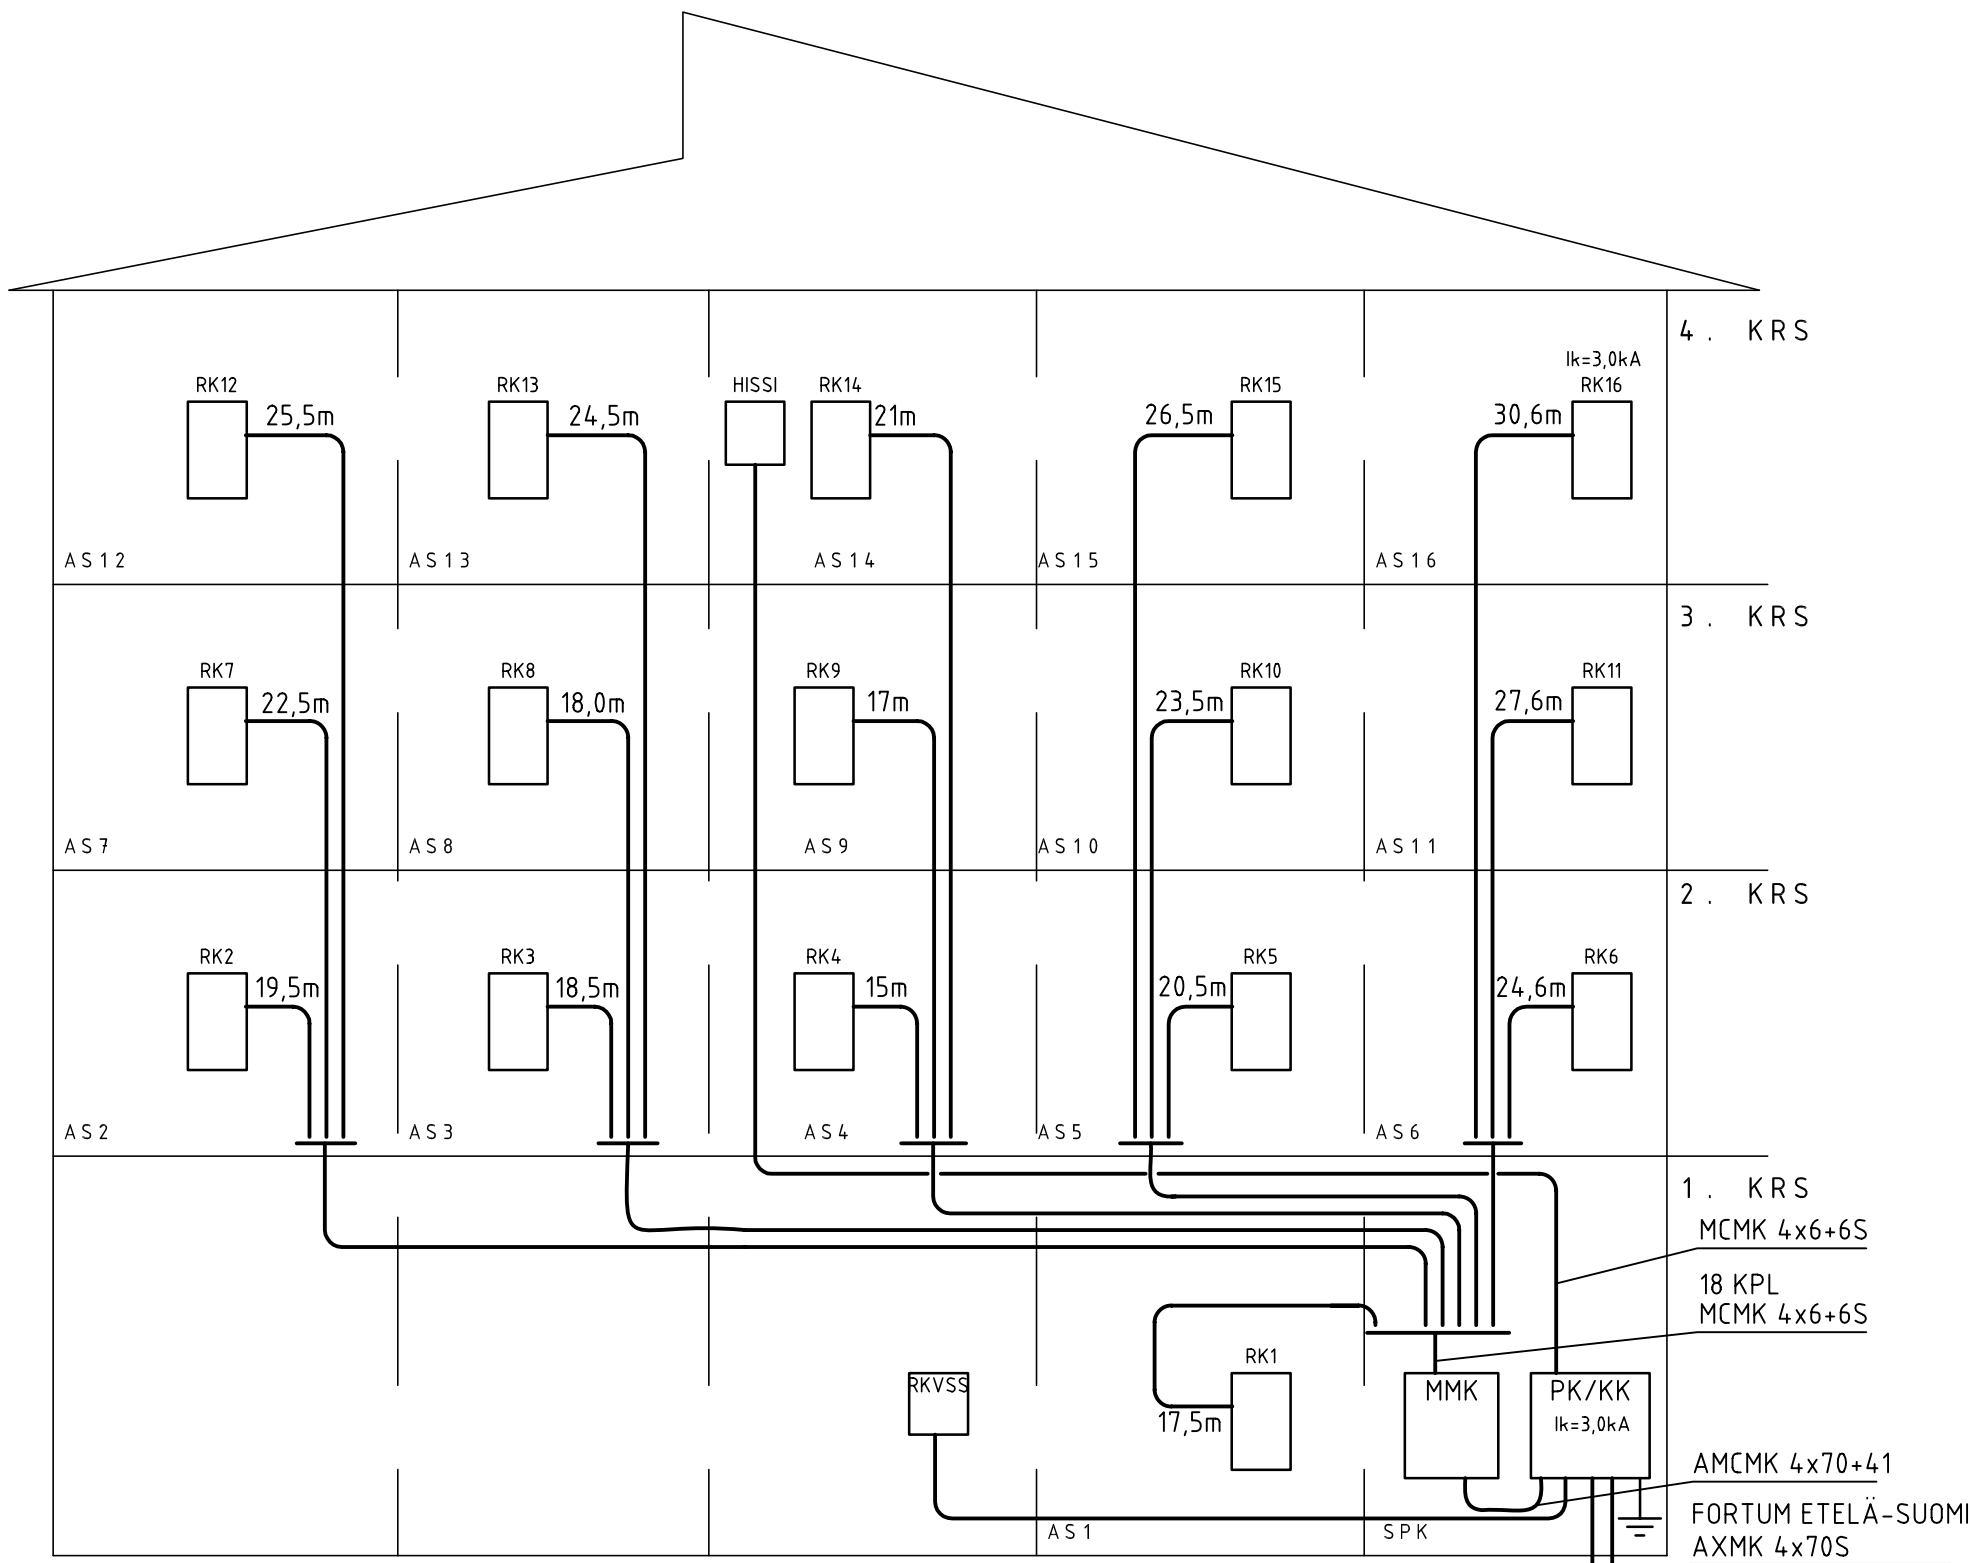 4. KRS
Ik=3,0kA
RK12
RK13
HISSI
RK14
RK15
RK16
25,5m
24,5m
21m
26,5m
30,6m
AS12
AS13
AS14
AS15
AS16
3. KRS
RK7
RK8
RK9
RK10
RK11
22,5m
18,0m
17m
23,5m
27,6m
AS7
AS8
AS9
AS10
AS11
2. KRS
RK2
RK3
RK4
RK5
RK6
19,5m
18,5m
15m
20,5m
24,6m
AS2
AS3
AS4
AS5
AS6
1. KRS
MCMK 4x6+6S
18 KPL
MCMK 4x6+6S
RK1
RKVSS
MMK
PK/KK
17,5m
Ik=3,0kA
AMCMK 4x70+41
FORTUM ETELÄ-SUOMI
AS1
SPK
AXMK 4x70S